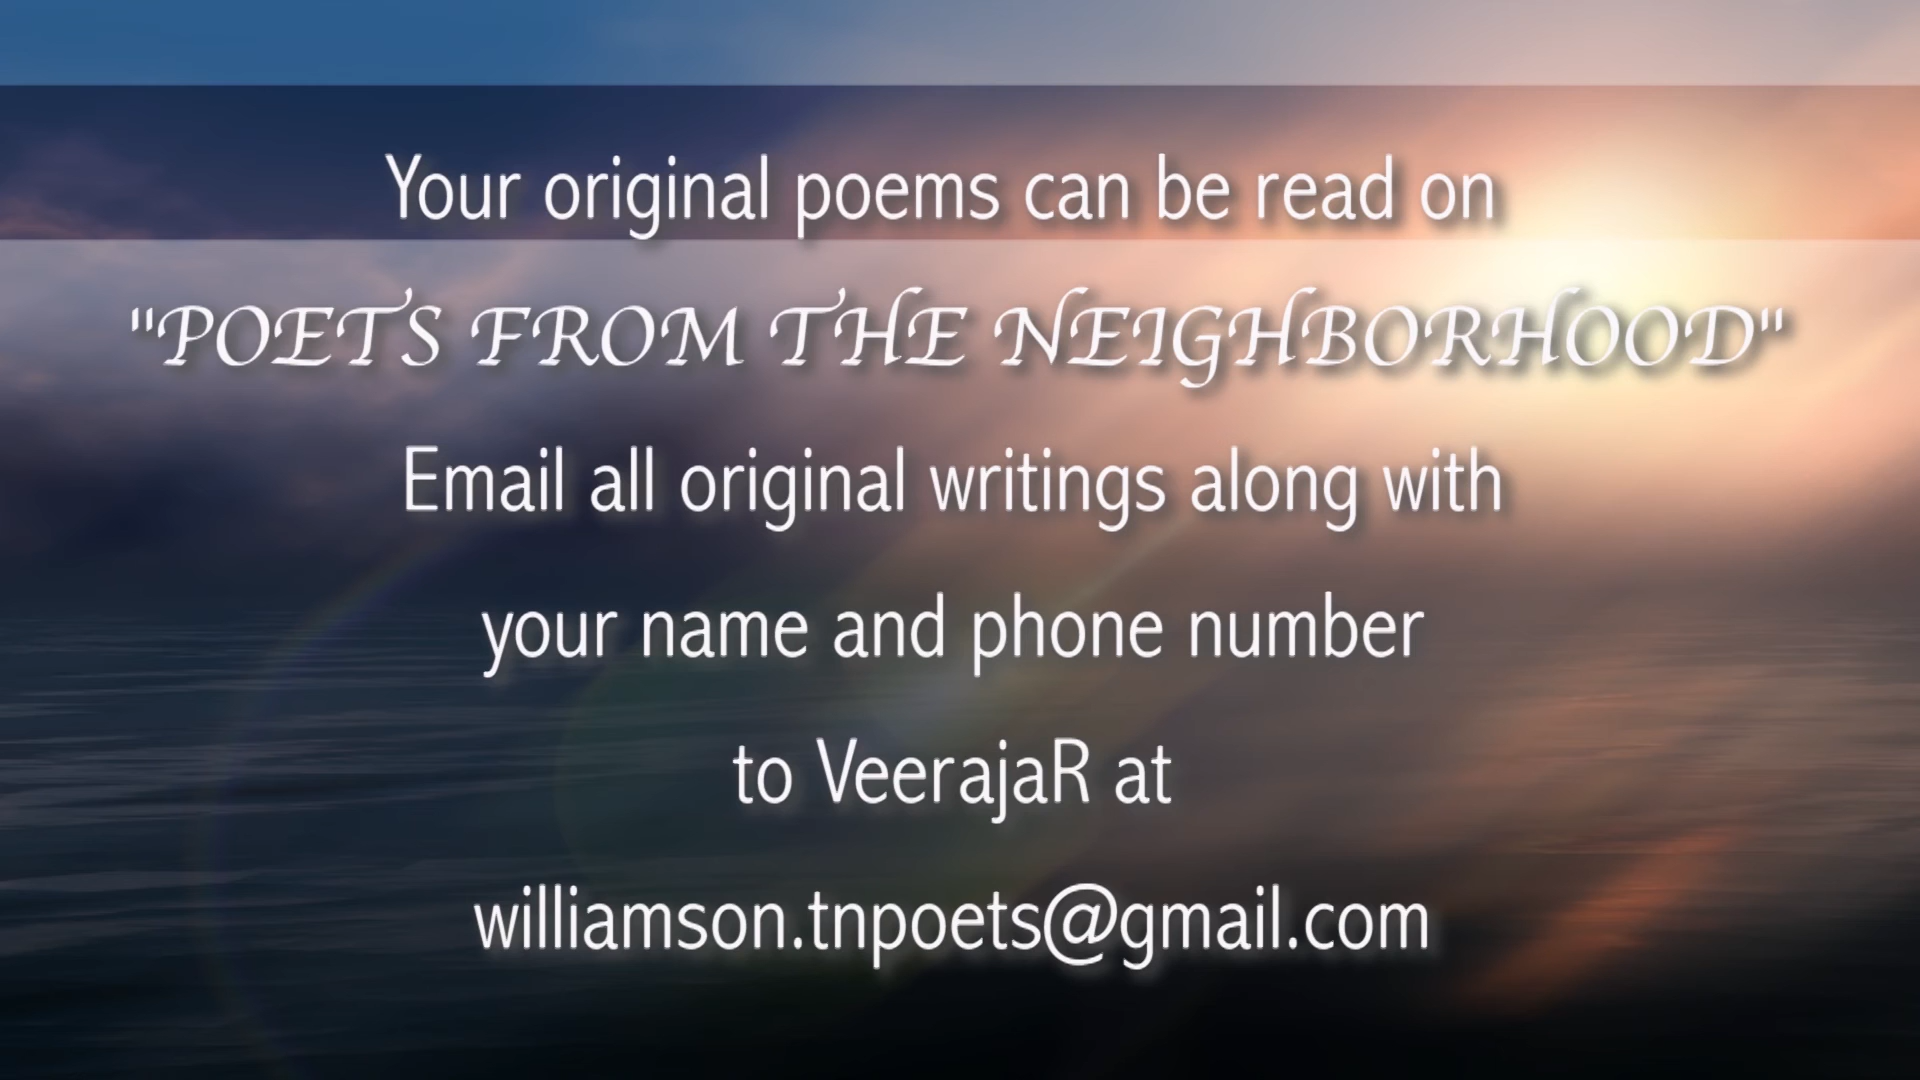 Your original poems can be read on
"POETS FROM THE NEIGHBORHOOD"
Email all original writings along with
your name and phone number
to VeerajaR at
williamson.tnpoets@gmail.com